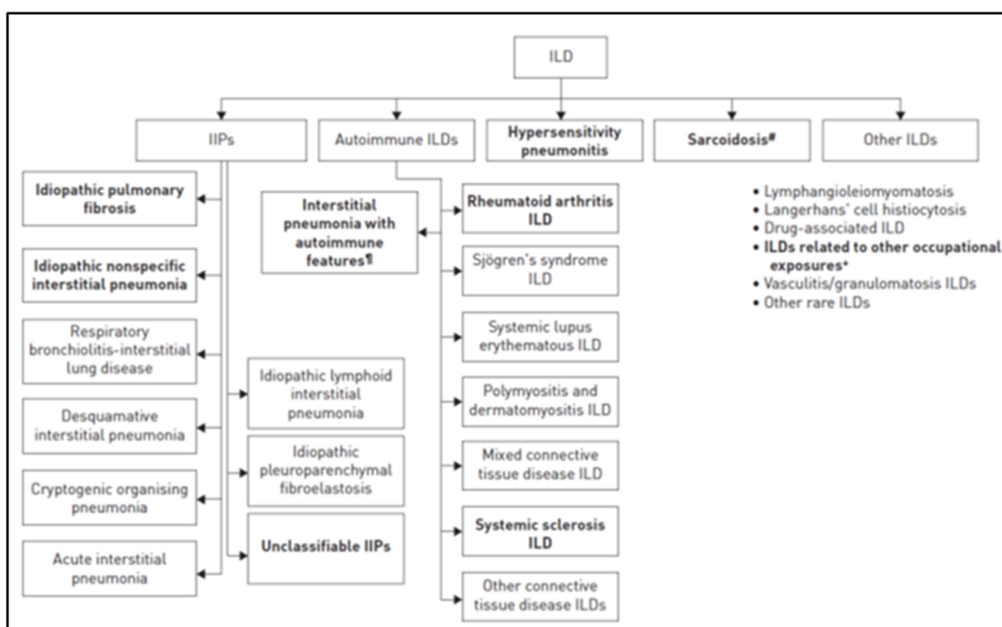 ILD
IIPs
Autoimmune ILDs
Hypersensitivity
pneumonitis
Sarcoidosis#
Other ILDs
Idiopathic pulmonary
fibrosis
Idiopathic nonspecific
interstitial pneumonia
Respiratory
bronchiolitis-interstitial
lung disease
Desquamative
interstitial pneumonia
Cryptogenic organising
pneumonia
Acute interstitial
pneumonia
Idiopathic lymphoid
interstitial
pneumonia
Idiopathic
pleuroparenchymal
fibroelastosis
Unclassifiable IIPs
Interstitial
pneumonia with
autoimmune
features¶
Rheumatoid arthritis
ILD
Sjögren's syndrome
ILD
Systemic lupus
erythematous ILD
Polymyositis and
dermatomyositis ILD
Mixed connective
tissue disease ILD
Systemic sclerosis
ILD
Other connective
tissue disease ILDs
• Lymphangioleiomyomatosis
• Langerhans' cell histiocytosis
• Drug-associated ILD
• ILDs related to other occupational
exposures+
• Vasculitis/granulomatosis ILDs
• Other rare ILDs